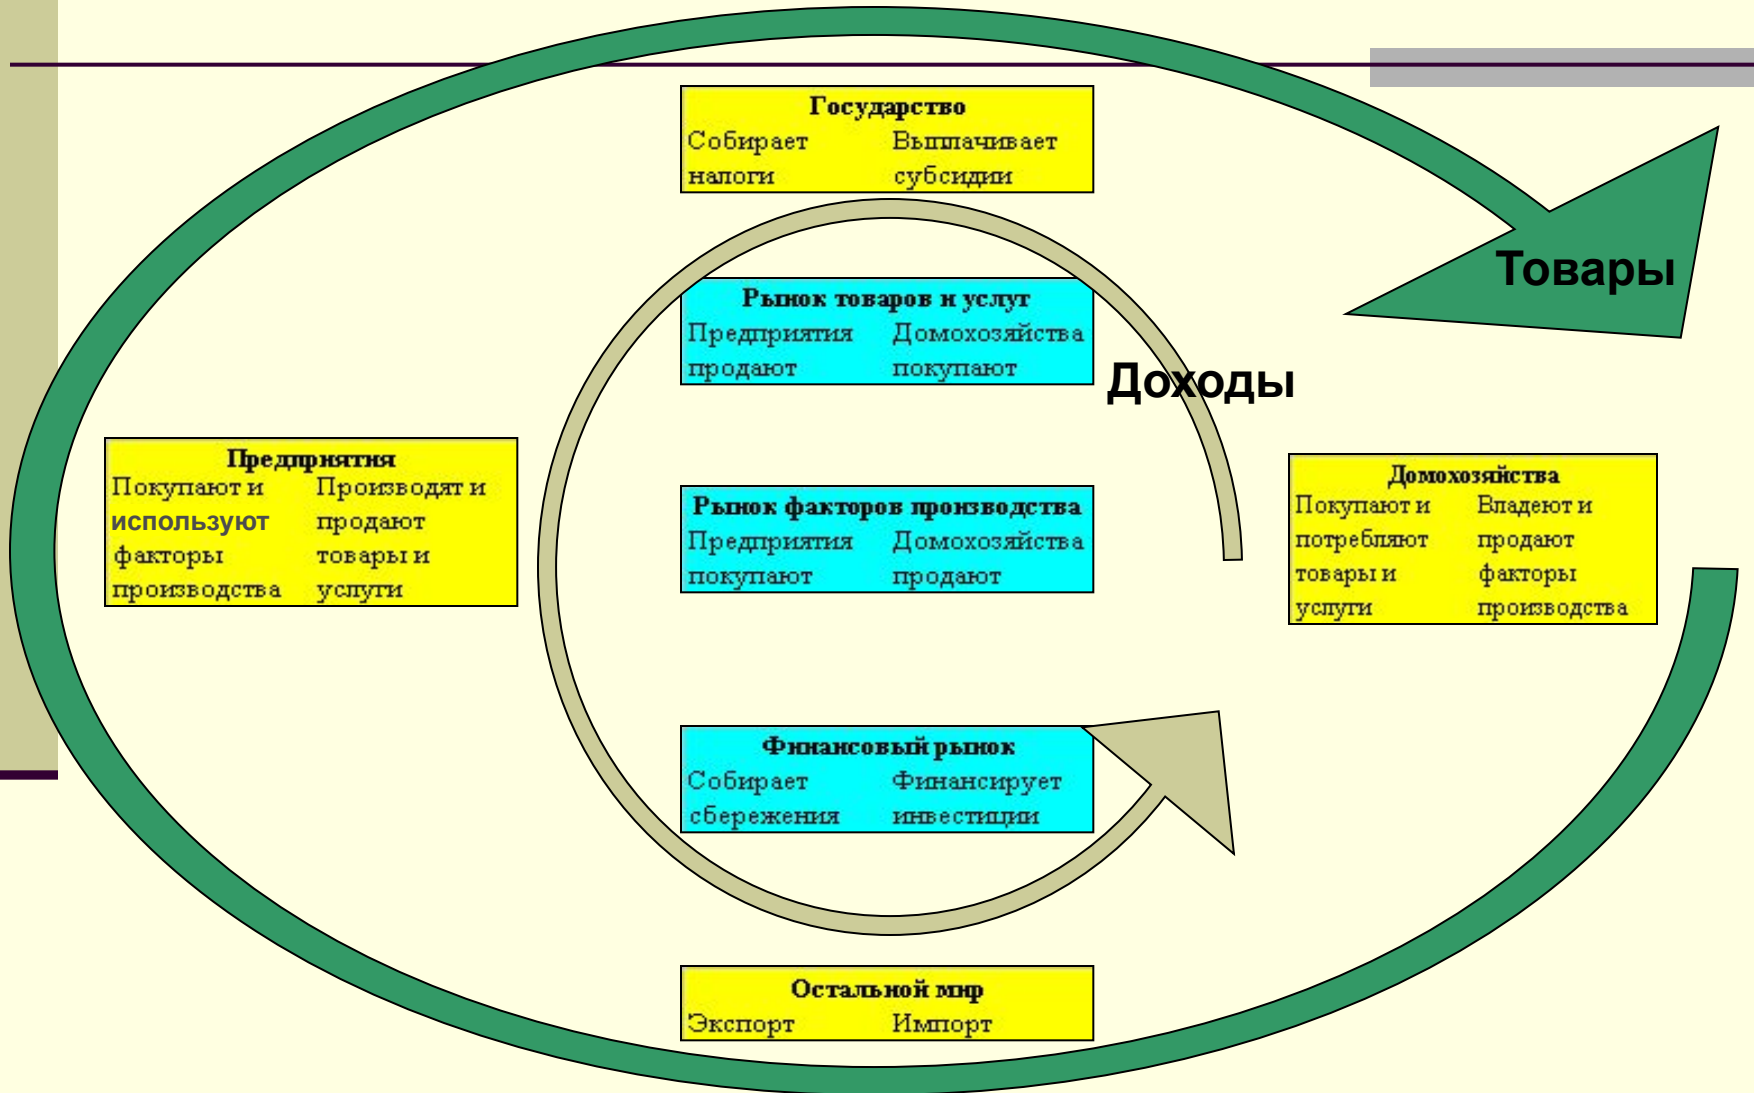 Государство
Собирает Выплачивает
налоги субсидии
Товары
Рынок товаров и услуг
Предприятия Домохозяйства
продают покупают
Доходы
Предприятия
Покупают и Производят и
используют продают
факторы товары и
производства услуги
Рынок факторов производства
Предприятия Домохозяйства
покупают продают
Домохозяйства
Покупают и Владеют и
потребляют продают
товары и факторы
услуги производства
Финансовый рынок
Собирает Финансирует
сбережения инвестиции
Остальной мир
Экспорт Импорт